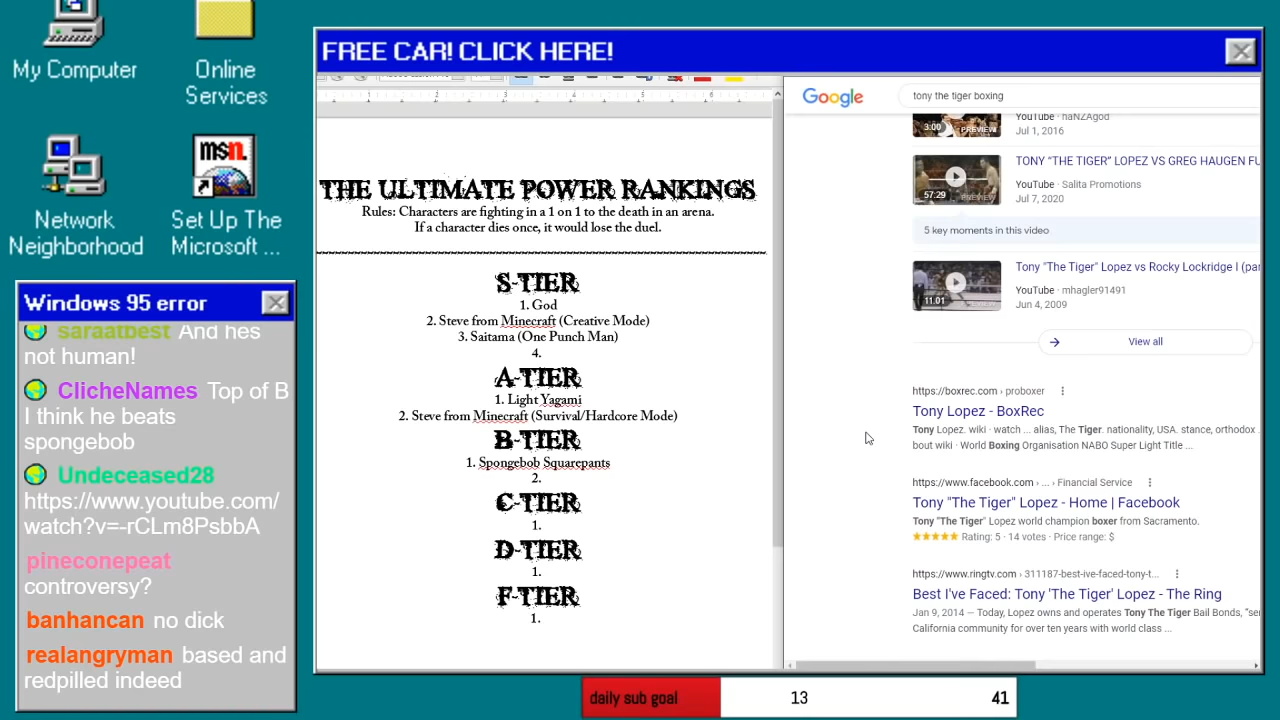 My Computer
Online
Services
Network
Neighborhood
msn.
Set Up The
Microsoft ...
Windows 95 error
saraatbest And hes
not human!
ClicheNames Top of B
I think he beats
spongebob
Undeceased28
https://www.youtube.com/
watch?v=-rCLm8PsbbA
pineconepeat
controversy?
banhancan no dick
realangryman based and
redpilled indeed
FREE CAR! CLICK HERE!
THE ULTIMATE POWER RANKINGS
Rules: Characters are fighting in a 1 on 1 to the death in an arena.
If a character dies once, it would lose the duel.
S-TIER
1. God
2. Steve from Minecraft (Creative Mode)
3. Saitama (One Punch Man)
4.
A-TIER
1. Light Yagami
2. Steve from Minecraft (Survival/Hardcore Mode)
B-TIER
1. Spongebob Squarepants
2.
C-TIER
1.
D-TIER
1.
F-TIER
1.
Google
tony the tiger boxing
3:00
PREVIEW
YouTube · haNZAgod
Jul 1, 2016
57:29
PREVIEW
TONY "THE TIGER" LOPEZ VS GREG HAUGEN FU
YouTube · Salita Promotions
Jul 7, 2020
5 key moments in this video
11:01
Tony "The Tiger" Lopez vs Rocky Lockridge I (par
YouTube · mhagler91491
Jun 4, 2009
View all
https://boxrec.com › proboxer
Tony Lopez - BoxRec
Tony Lopez. wiki · watch ... alias, The Tiger. nationality, USA. stance, orthodox
bout wiki · World Boxing Organisation NABO Super Light Title ...
https://www.facebook.com › ... › Financial Service
Tony "The Tiger" Lopez - Home | Facebook
Tony "The Tiger" Lopez world champion boxer from Sacramento.
Rating: 5 · 14 votes · Price range: $
https://www.ringtv.com › 311187-best-ive-faced-tony-t...
Best I've Faced: Tony 'The Tiger' Lopez - The Ring
Jan 9, 2014 — Today, Lopez owns and operates Tony The Tiger Bail Bonds, "se
California community for over ten years with world class ...
daily sub goal
13
41